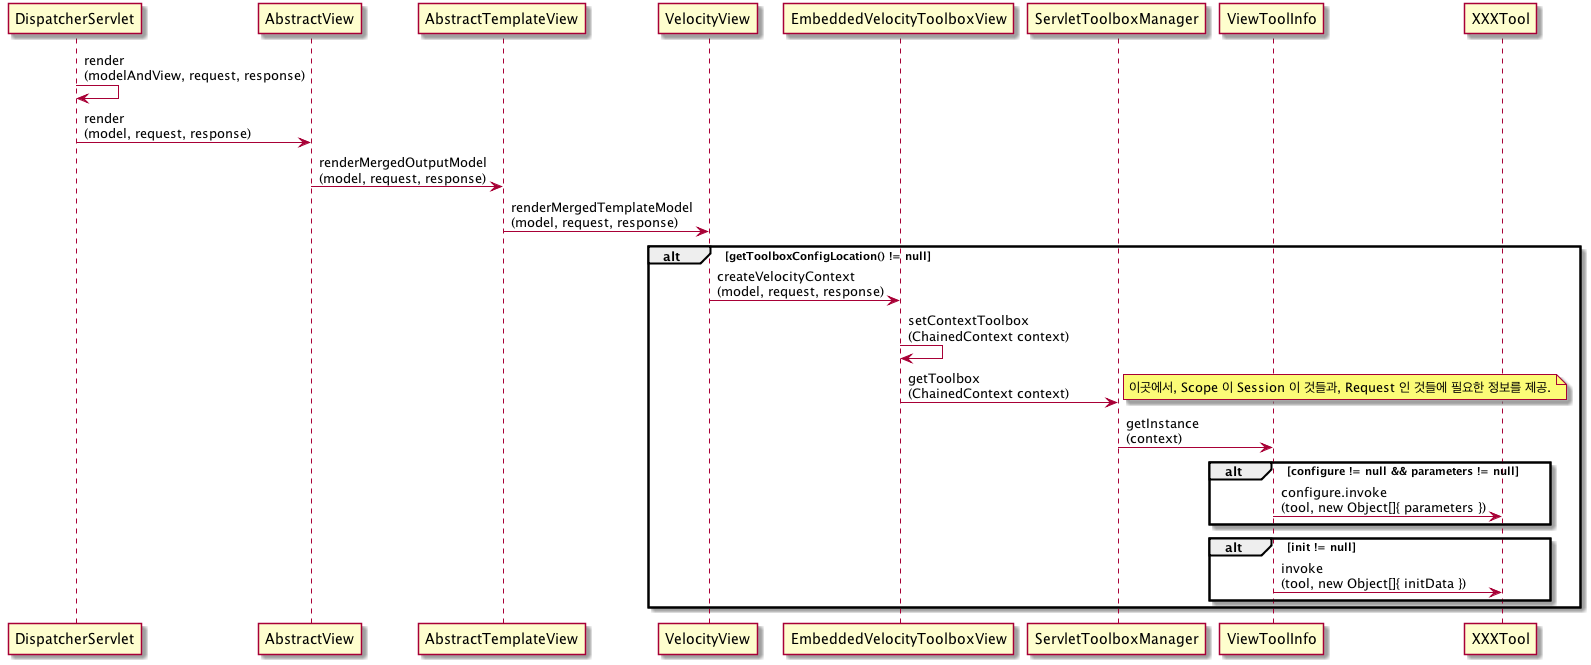 DispatcherServlet
AbstractView
AbstractTemplateView
VelocityView
EmbeddedVelocityToolboxView
ServletToolboxManager
ViewToolInfo
XXXTool
render
(modelAndView, request, response)
render
(model, request, response)
renderMergedOutputModel
(model, request, response)
renderMergedTemplateModel
(model, request, response)
alt
[getToolboxConfigLocation() != null]
createVelocityContext
(model, request, response)
setContextToolbox
(ChainedContext context)
getToolbox
(ChainedContext context)
이곳에서, Scope 이 Session 이 것들과, Request 인 것들에 필요한 정보를 제공.
getInstance
(context)
alt
[configure != null && parameters != null]
configure.invoke
(tool, new Object[]{ parameters })
alt
[init != null]
invoke
(tool, new Object[]{ initData })
DispatcherServlet
AbstractView
AbstractTemplateView
VelocityView
EmbeddedVelocityToolboxView
ServletToolboxManager
ViewToolInfo
XXXTool